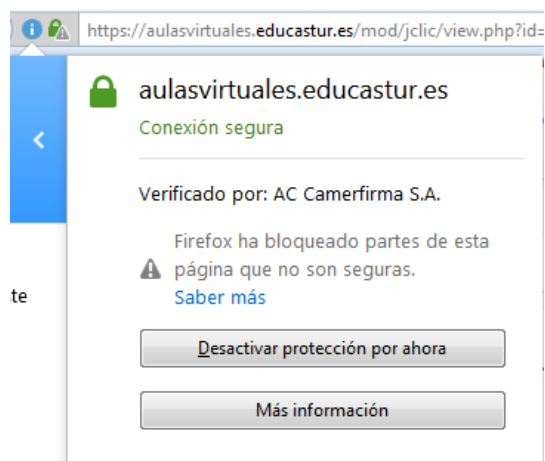 https://aulasvirtuales.educastur.es/mod/jclic/view.php?id=
aulasvirtuales.educastur.es
Conexión segura
Verificado por: AC Camerfirma S.A.
Firefox ha bloqueado partes de esta
página que no son seguras.
Saber más
te
Desactivar protección por ahora
Más información